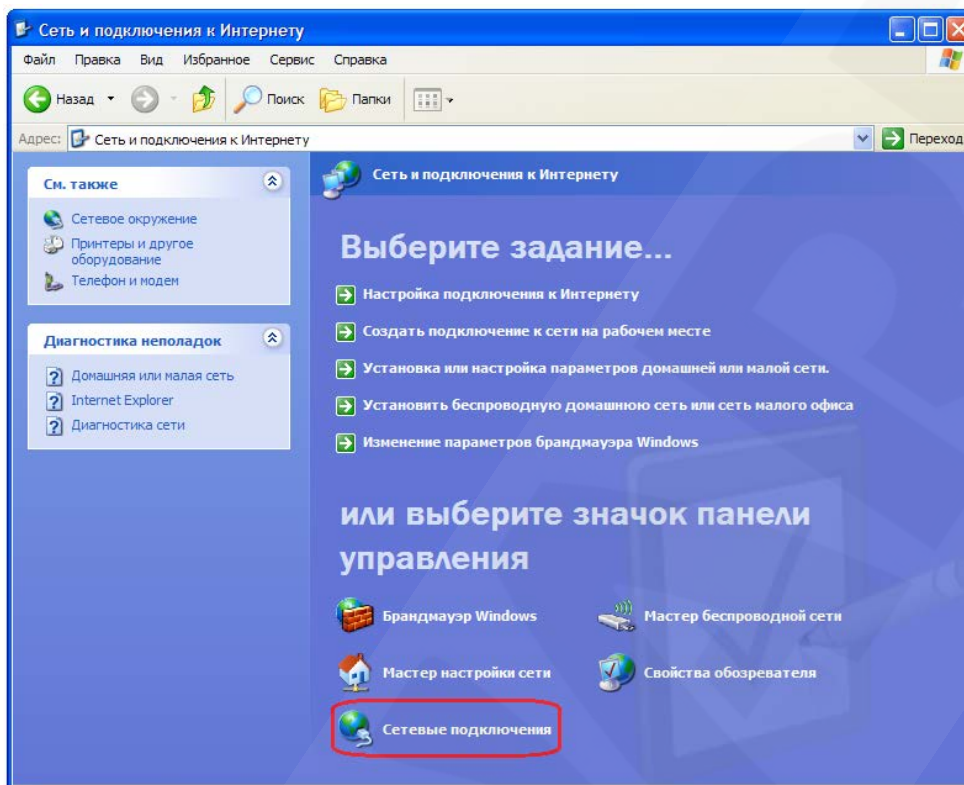 Сеть и подключения к Интернету
Файл Правка Вид Избранное Сервис Справка
Назад Поиск Папки
Адрес: Сеть и подключения к Интернету Переход
См. также
Сетевое окружение
Принтеры и другое
оборудование
Телефон и модем
Диагностика неполадок
Домашняя или малая сеть
Internet Explorer
Диагностика сети
Сеть и подключения к Интернету
Выберите задание...
Настройка подключения к Интернету
Создать подключение к сети на рабочем месте
Установка или настройка параметров домашней или малой сети.
Установить беспроводную домашнюю сеть или сеть малого офиса
Изменение параметров брандмауэра Windows
или выберите значок панели
управления
Брандмауэр Windows Мастер беспроводной сети
Мастер настройки сети Свойства обозревателя
Сетевые подключения